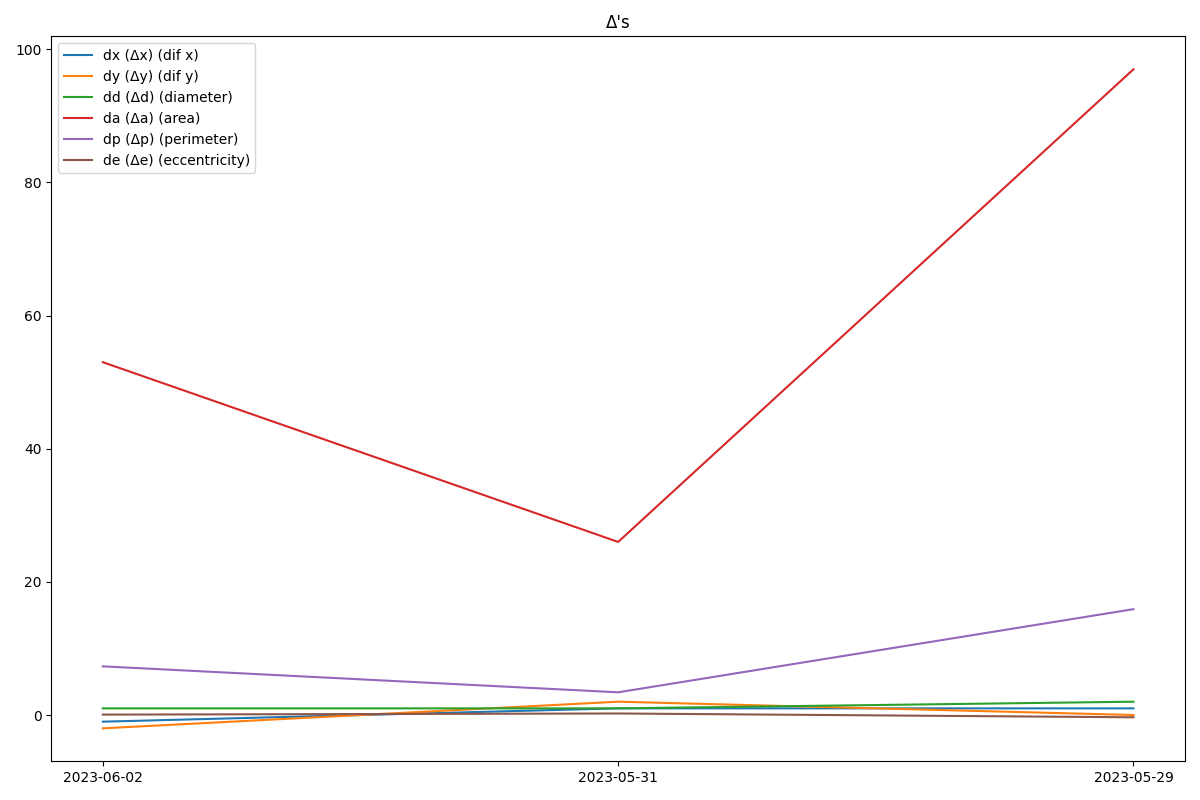 Δ's
100
80
60
40
20
0
dx (Δx) (dif x)
dy (Δy) (dif y)
dd (Δd) (diameter)
da (Δa) (area)
dp (Δp) (perimeter)
de (Δe) (eccentricity)
2023-06-02
2023-05-31
2023-05-29